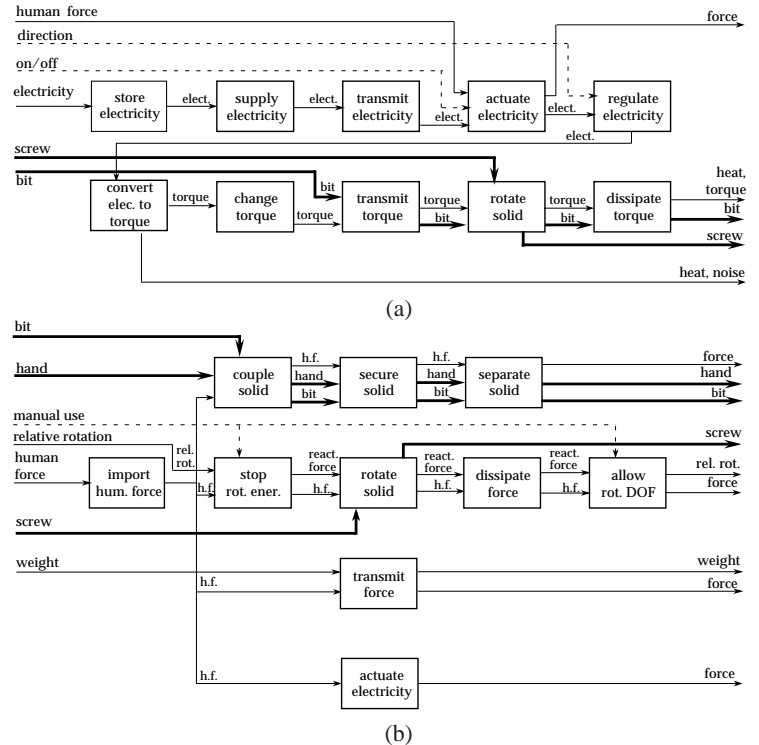 human force
force
direction
on/off
electricity
store
electricity
elect.
supply
electricity
elect.
transmit
electricity
elect.
actuate
electricity
elect.
regulate
electricity
elect.
screw
bit
convert
elec. to
torque
torque
change
torque
torque
bit
transmit
torque
torque
bit
rotate
solid
torque
bit
dissipate
torque
heat,
torque
bit
screw
heat, noise
(a)
bit
hand
couple
solid
h.f.
hand
bit
secure
solid
h.f.
hand
bit
separate
solid
force
hand
bit
manual use
relative rotation
human
force
import
hum. force
rel.
rot.
h.f.
stop
rot. ener.
react.
force
h.f.
rotate
solid
react.
force
h.f.
dissipate
force
react.
force
h.f.
allow
rot. DOF
screw
rel. rot.
force
screw
weight
h.f.
transmit
force
weight
force
h.f.
actuate
electricity
force
(b)